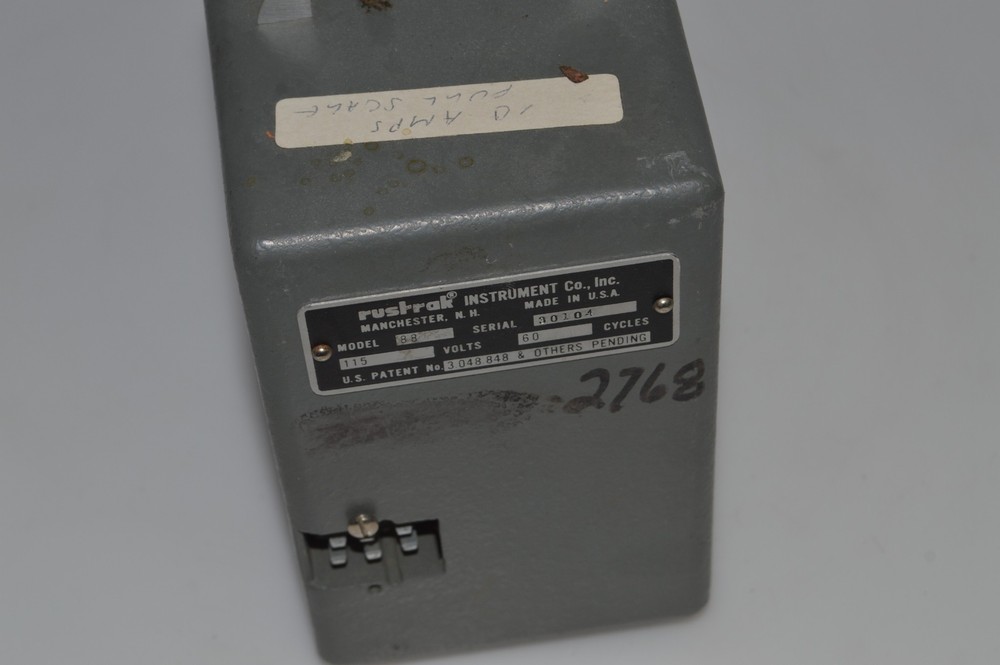 10 AMPS
FULL SCALE
rustrak® INSTRUMENT Co., Inc.
MANCHESTER, N.H. MADE IN U.S.A.
MODEL 88 SERIAL 30104
115 VOLTS 60 CYCLES
U.S. PATENT No. 3.048.848 & OTHERS PENDING
2768